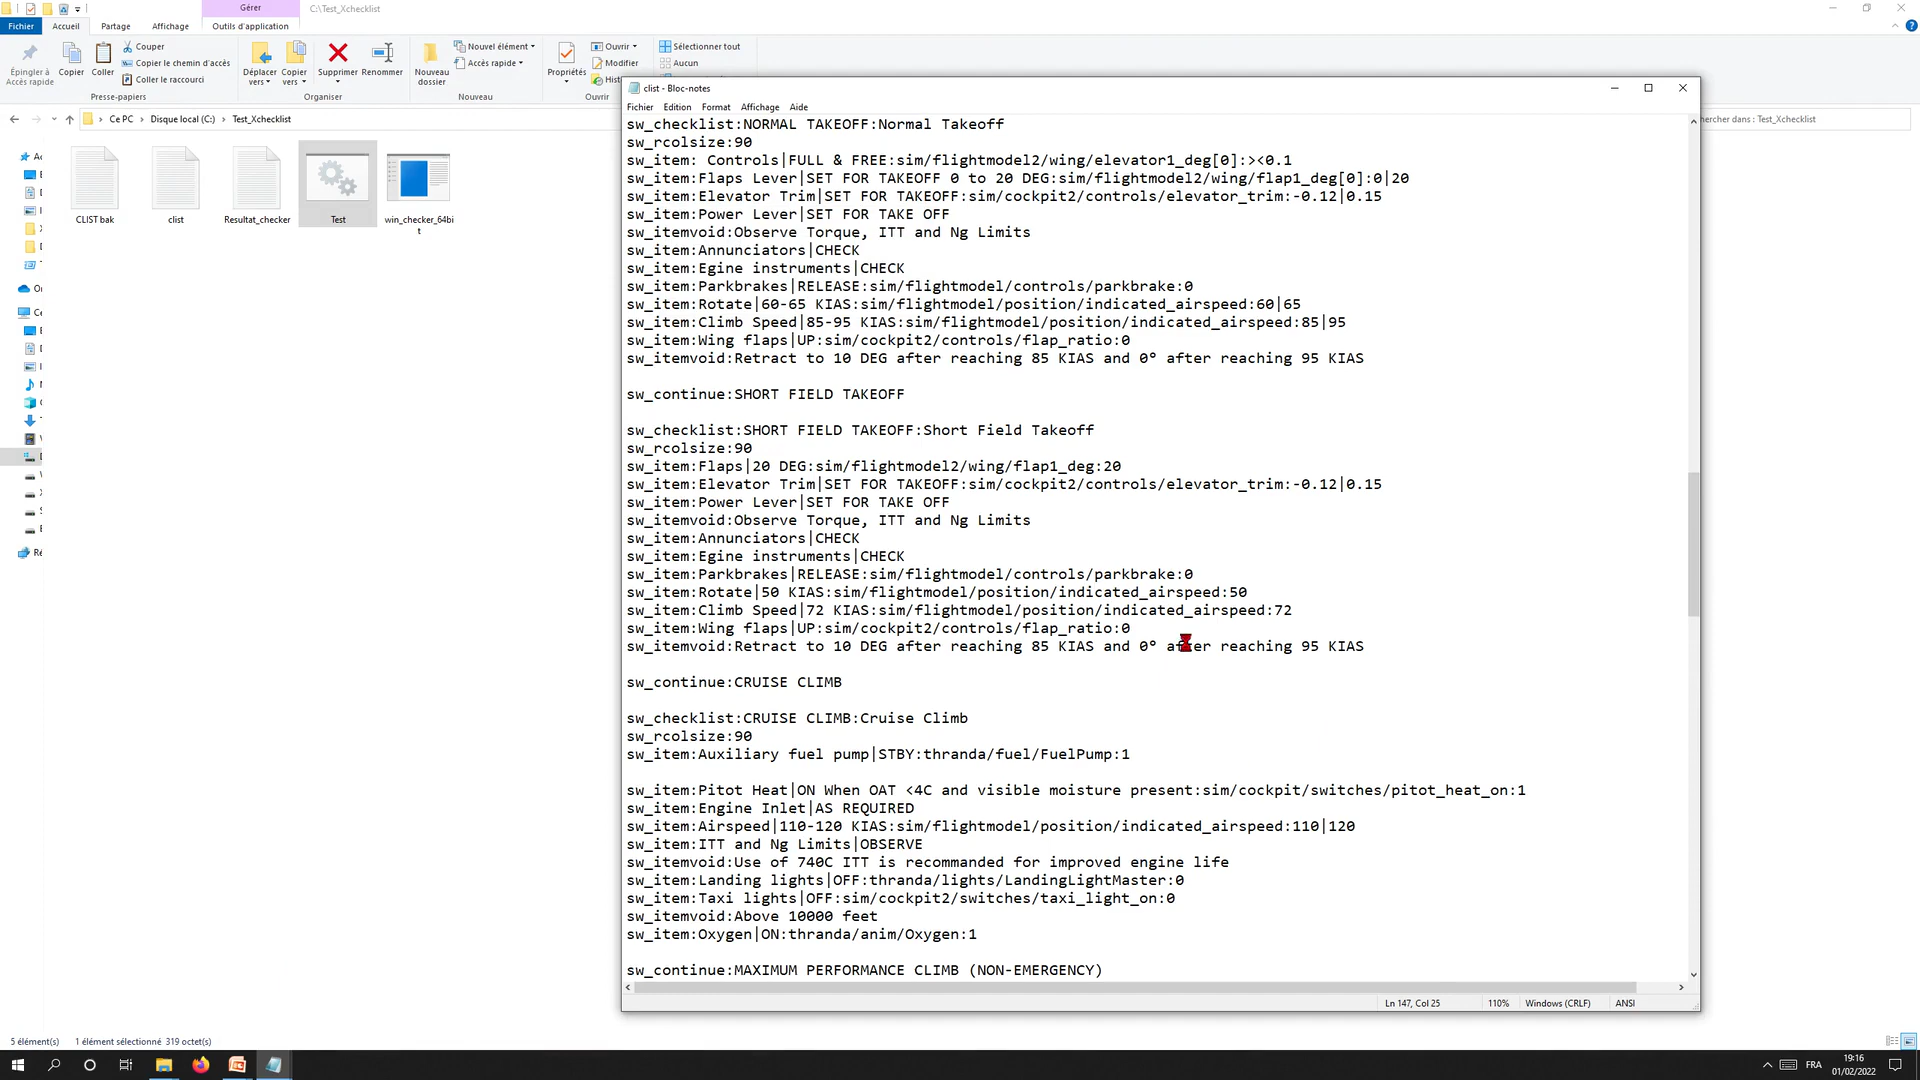 Gérer
C:\Test_Xchecklist
Fichier
Accueil
Partage
Affichage
Outils d'application
Épingler à
Accès rapide
Copier
Coller
Couper
Copier le chemin d'accès
Coller le raccourci
Presse-papiers
Déplacer
vers
Copier
vers
Supprimer
Renommer
Organiser
Nouveau
dossier
Nouvel élément
Accès rapide
Nouveau
Propriétés
Ouvrir
Modifier
Hist
Ouvrir
Sélectionner tout
Aucun
Ce PC
Disque local (C:)
Test_Xchecklist
hercher dans : Test_Xchecklist
CLIST bak
clist
Resultat_checker
Test
win_checker_64bi
t
clist - Bloc-notes
Fichier
Edition
Format
Affichage
Aide
sw_checklist:NORMAL TAKEOFF:Normal Takeoff
sw_rcolsize:90
sw_item: Controls|FULL & FREE:sim/flightmodel2/wing/elevator1_deg[0]:><0.1
sw_item:Flaps Lever|SET FOR TAKEOFF 0 to 20 DEG:sim/flightmodel2/wing/flap1_deg[0]:0|20
sw_item:Elevator Trim|SET FOR TAKEOFF:sim/cockpit2/controls/elevator_trim:-0.12|0.15
sw_item:Power Lever|SET FOR TAKE OFF
sw_itemvoid:Observe Torque, ITT and Ng Limits
sw_item:Annunciators|CHECK
sw_item:Egine instruments|CHECK
sw_item:Parkbrakes|RELEASE:sim/flightmodel/controls/parkbrake:0
sw_item:Rotate|60-65 KIAS:sim/flightmodel/position/indicated_airspeed:60|65
sw_item:Climb Speed|85-95 KIAS:sim/flightmodel/position/indicated_airspeed:85|95
sw_item:Wing flaps|UP:sim/cockpit2/controls/flap_ratio:0
sw_itemvoid:Retract to 10 DEG after reaching 85 KIAS and 0° after reaching 95 KIAS
sw_continue:SHORT FIELD TAKEOFF
sw_checklist:SHORT FIELD TAKEOFF:Short Field Takeoff
sw_rcolsize:90
sw_item:Flaps|20 DEG:sim/flightmodel2/wing/flap1_deg:20
sw_item:Elevator Trim|SET FOR TAKEOFF:sim/cockpit2/controls/elevator_trim:-0.12|0.15
sw_item:Power Lever|SET FOR TAKE OFF
sw_itemvoid:Observe Torque, ITT and Ng Limits
sw_item:Annunciators|CHECK
sw_item:Egine instruments|CHECK
sw_item:Parkbrakes|RELEASE:sim/flightmodel/controls/parkbrake:0
sw_item:Rotate|50 KIAS:sim/flightmodel/position/indicated_airspeed:50
sw_item:Climb Speed|72 KIAS:sim/flightmodel/position/indicated_airspeed:72
sw_item:Wing flaps|UP:sim/cockpit2/controls/flap_ratio:0
sw_itemvoid:Retract to 10 DEG after reaching 85 KIAS and 0° after reaching 95 KIAS
sw_continue:CRUISE CLIMB
sw_checklist:CRUISE CLIMB:Cruise Climb
sw_rcolsize:90
sw_item:Auxiliary fuel pump|STBY:thranda/fuel/FuelPump:1
sw_item:Pitot Heat|ON When OAT <4C and visible moisture present:sim/cockpit/switches/pitot_heat_on:1
sw_item:Engine Inlet|AS REQUIRED
sw_item:Airspeed|110-120 KIAS:sim/flightmodel/position/indicated_airspeed:110|120
sw_item:ITT and Ng Limits|OBSERVE
sw_itemvoid:Use of 740C ITT is recommanded for improved engine life
sw_item:Landing lights|OFF:thranda/lights/LandingLightMaster:0
sw_item:Taxi lights|OFF:sim/cockpit2/switches/taxi_light_on:0
sw_itemvoid:Above 10000 feet
sw_item:Oxygen|ON:thranda/anim/Oxygen:1
sw_continue:MAXIMUM PERFORMANCE CLIMB (NON-EMERGENCY)
Ln 147, Col 25
110%
Windows (CRLF)
ANSI
5 élément(s)
1 élément sélectionné 319 octet(s)
FRA
19:16
01/02/2022